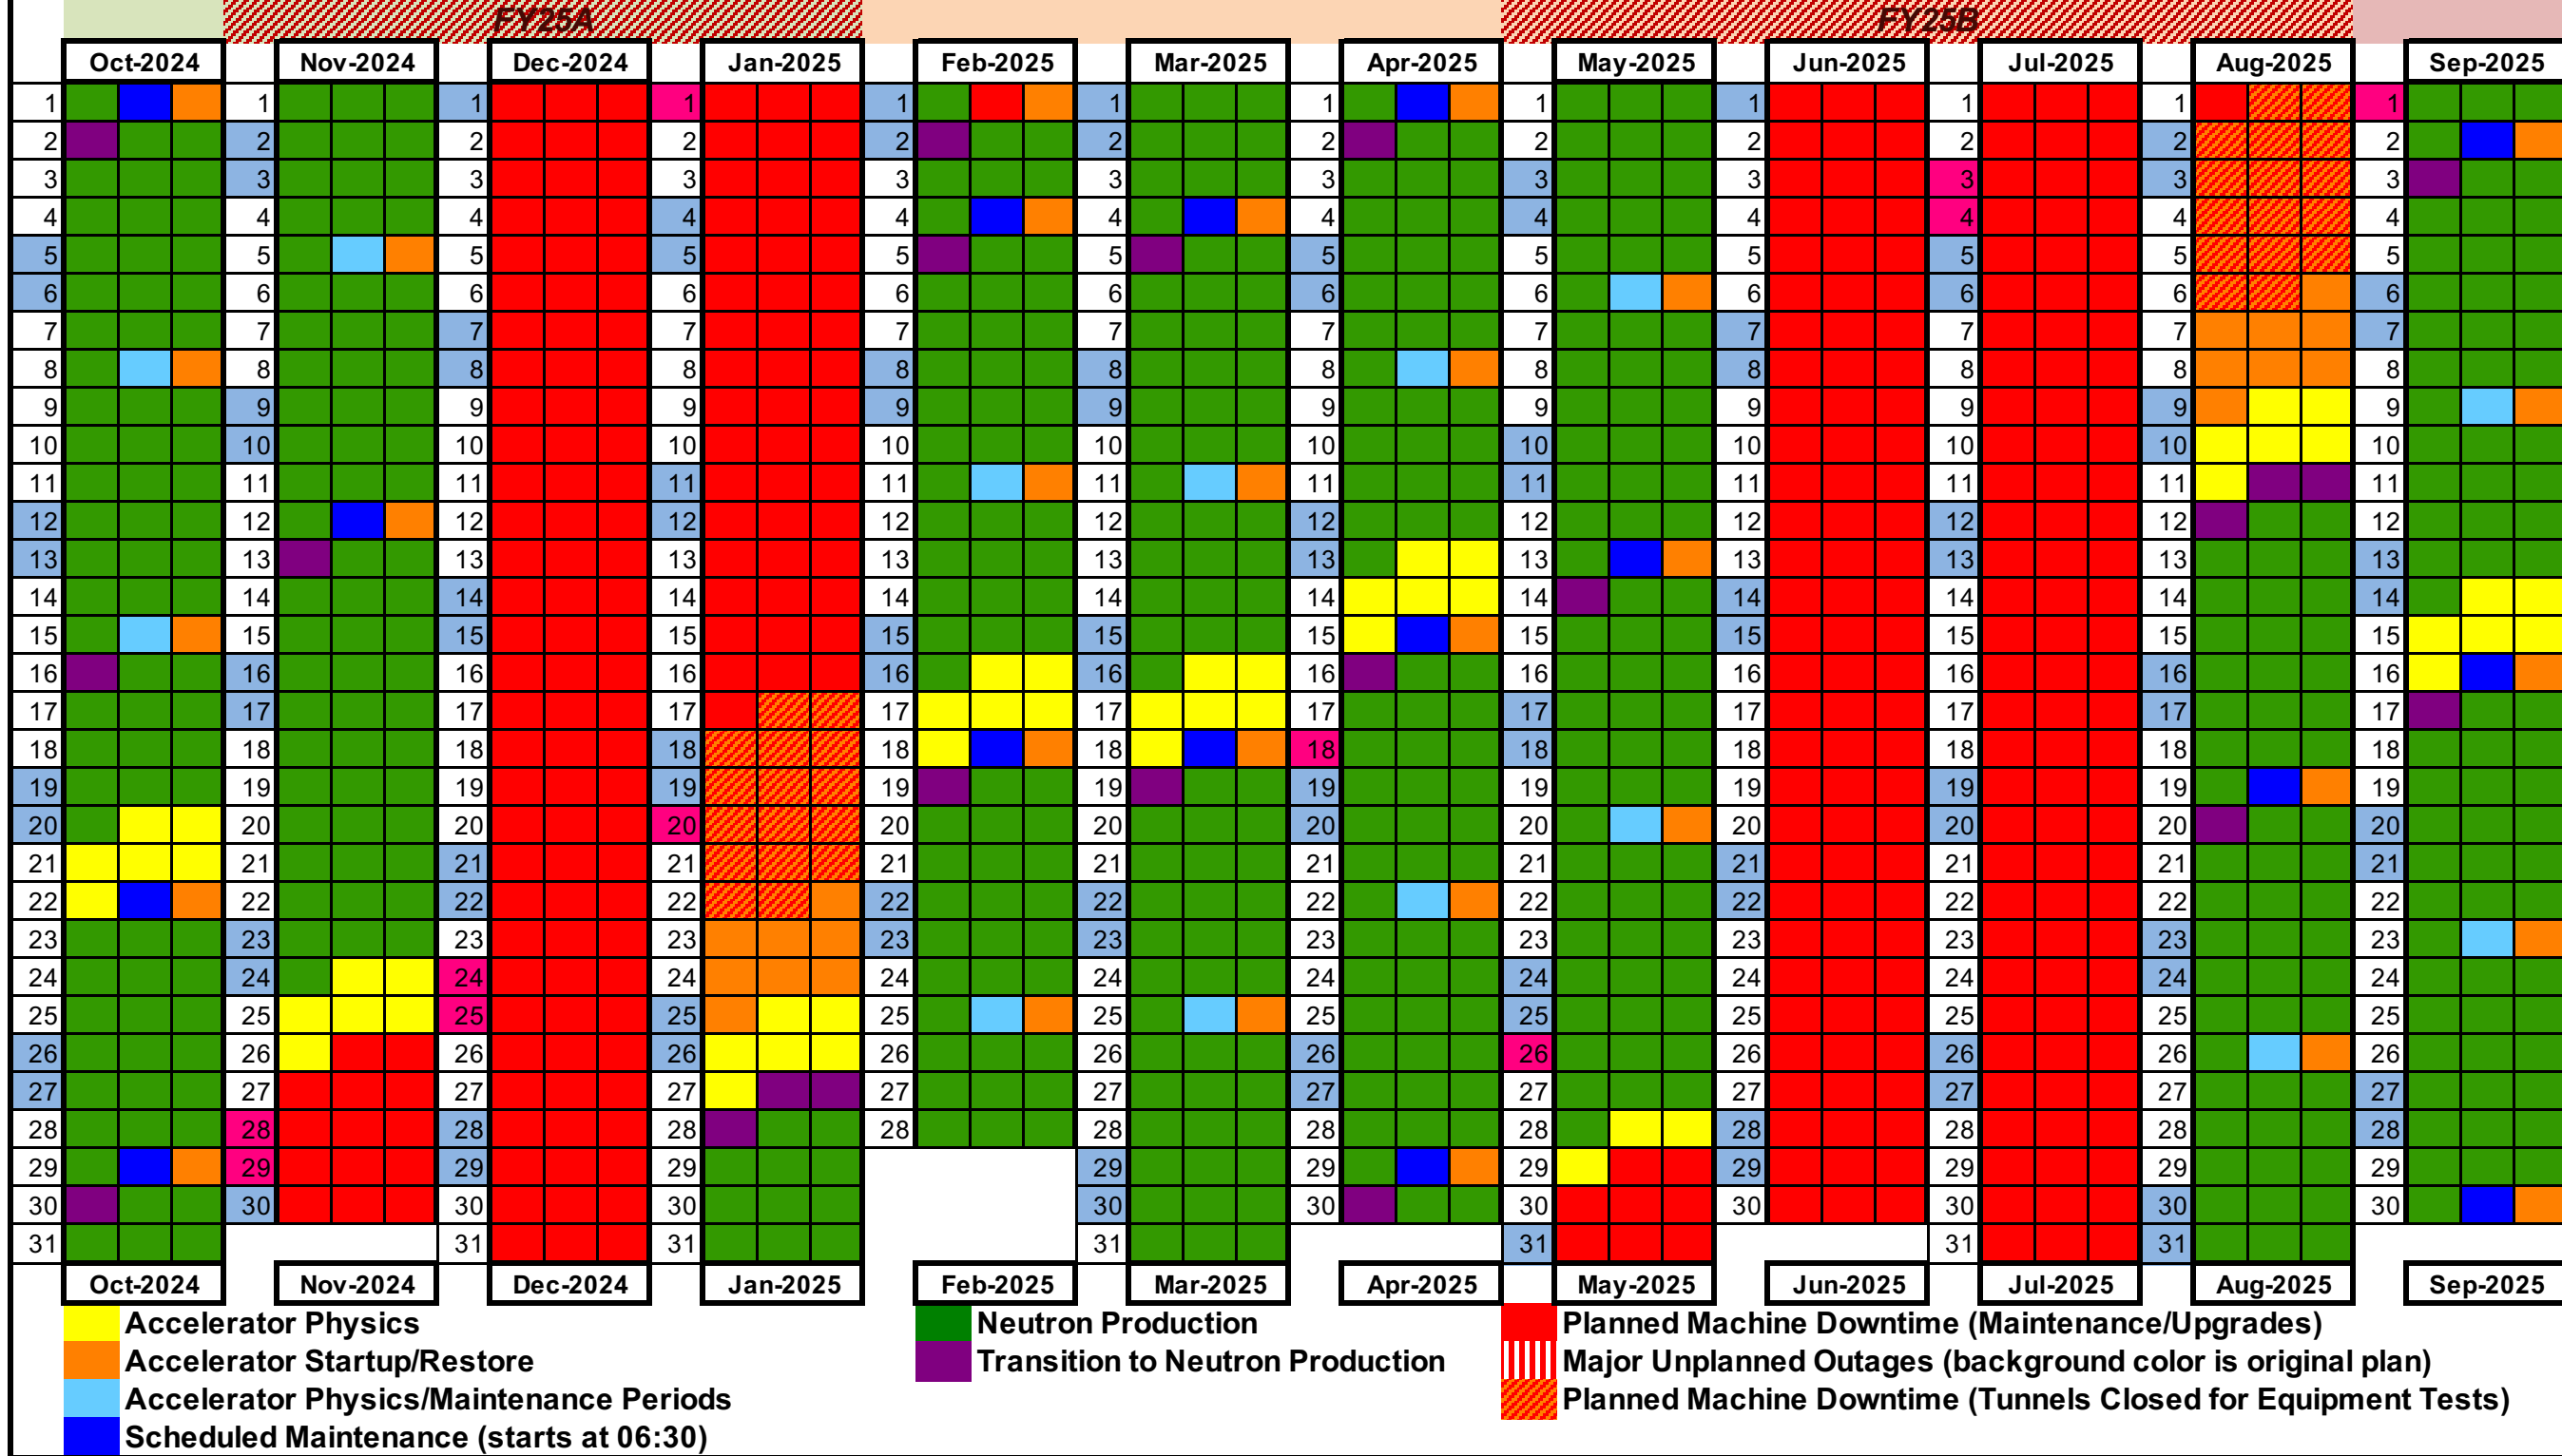 FY25A FY25B
Oct-2024 Nov-2024 Dec-2024 Jan-2025 Feb-2025 Mar-2025 Apr-2025 May-2025 Jun-2025 Jul-2025 Aug-2025 Sep-2025
1 1 1 1 1 1 1 1 1 1 1 1
2 2 2 2 2 2 2 2 2 2 2 2
3 3 3 3 3 3 3 3 3 3 3 3
4 4 4 4 4 4 4 4 4 4 4 4
5 5 5 5 5 5 5 5 5 5 5 5
6 6 6 6 6 6 6 6 6 6 6 6
7 7 7 7 7 7 7 7 7 7 7 7
8 8 8 8 8 8 8 8 8 8 8 8
9 9 9 9 9 9 9 9 9 9 9 9
10 10 10 10 10 10 10 10 10 10 10 10
11 11 11 11 11 11 11 11 11 11 11 11
12 12 12 12 12 12 12 12 12 12 12 12
13 13 13 13 13 13 13 13 13 13 13 13
14 14 14 14 14 14 14 14 14 14 14 14
15 15 15 15 15 15 15 15 15 15 15 15
16 16 16 16 16 16 16 16 16 16 16 16
17 17 17 17 17 17 17 17 17 17 17 17
18 18 18 18 18 18 18 18 18 18 18 18
19 19 19 19 19 19 19 19 19 19 19 19
20 20 20 20 20 20 20 20 20 20 20 20
21 21 21 21 21 21 21 21 21 21 21 21
22 22 22 22 22 22 22 22 22 22 22 22
23 23 23 23 23 23 23 23 23 23 23 23
24 24 24 24 24 24 24 24 24 24 24 24
25 25 25 25 25 25 25 25 25 25 25 25
26 26 26 26 26 26 26 26 26 26 26 26
27 27 27 27 27 27 27 27 27 27 27 27
28 28 28 28 28 28 28 28 28 28 28 28
29 29 29 29 29 29 29 29 29 29 29
30 30 30 30 30 30 30 30 30 30 30
31 31 31 31 31 31 31
Oct-2024 Nov-2024 Dec-2024 Jan-2025 Feb-2025 Mar-2025 Apr-2025 May-2025 Jun-2025 Jul-2025 Aug-2025 Sep-2025
Accelerator Physics
Accelerator Startup/Restore
Accelerator Physics/Maintenance Periods
Scheduled Maintenance (starts at 06:30)
Neutron Production
Transition to Neutron Production
Planned Machine Downtime (Maintenance/Upgrades)
Major Unplanned Outages (background color is original plan)
Planned Machine Downtime (Tunnels Closed for Equipment Tests)